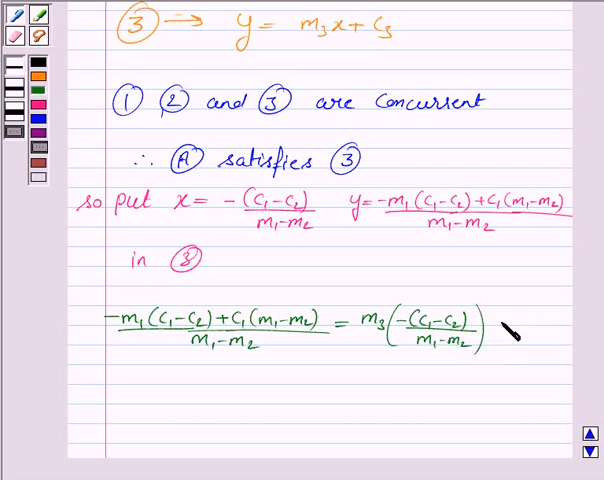 ③ → y = m₃x + c₃
① ② and ③ are concurrent
∴ Ⓐ satisfies ③
so put x = -(c₁-c₂)/(m₁-m₂) y = (-m₁(c₁-c₂)+c₁(m₁-m₂))/(m₁-m₂)
in ③
(-m₁(c₁-c₂)+c₁(m₁-m₂))/(m₁-m₂) = m₃(-(c₁-c₂)/(m₁-m₂))